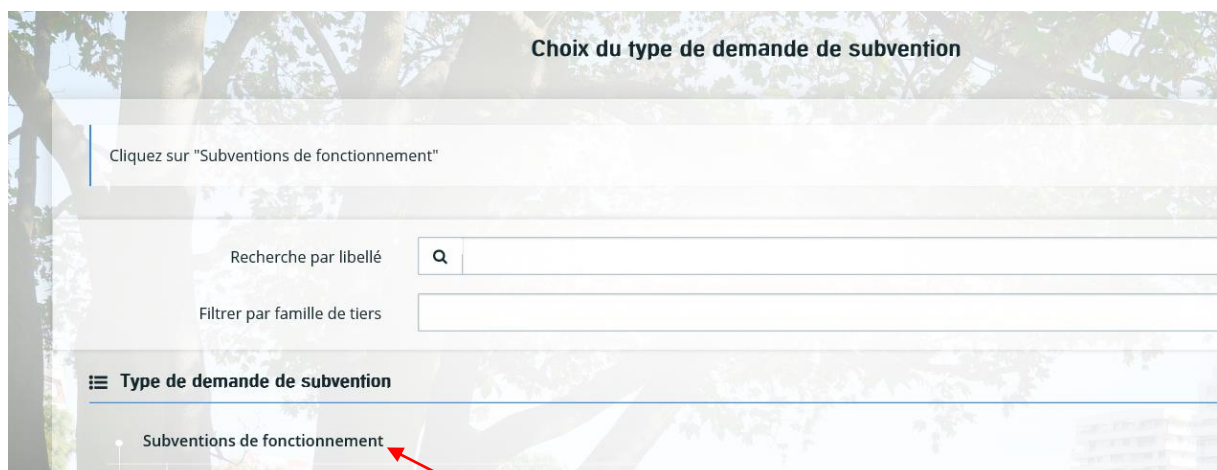 Choix du type de demande de subvention
Cliquez sur "Subventions de fonctionnement"
Recherche par libellé
Filtrer par famille de tiers
Type de demande de subvention
Subventions de fonctionnement